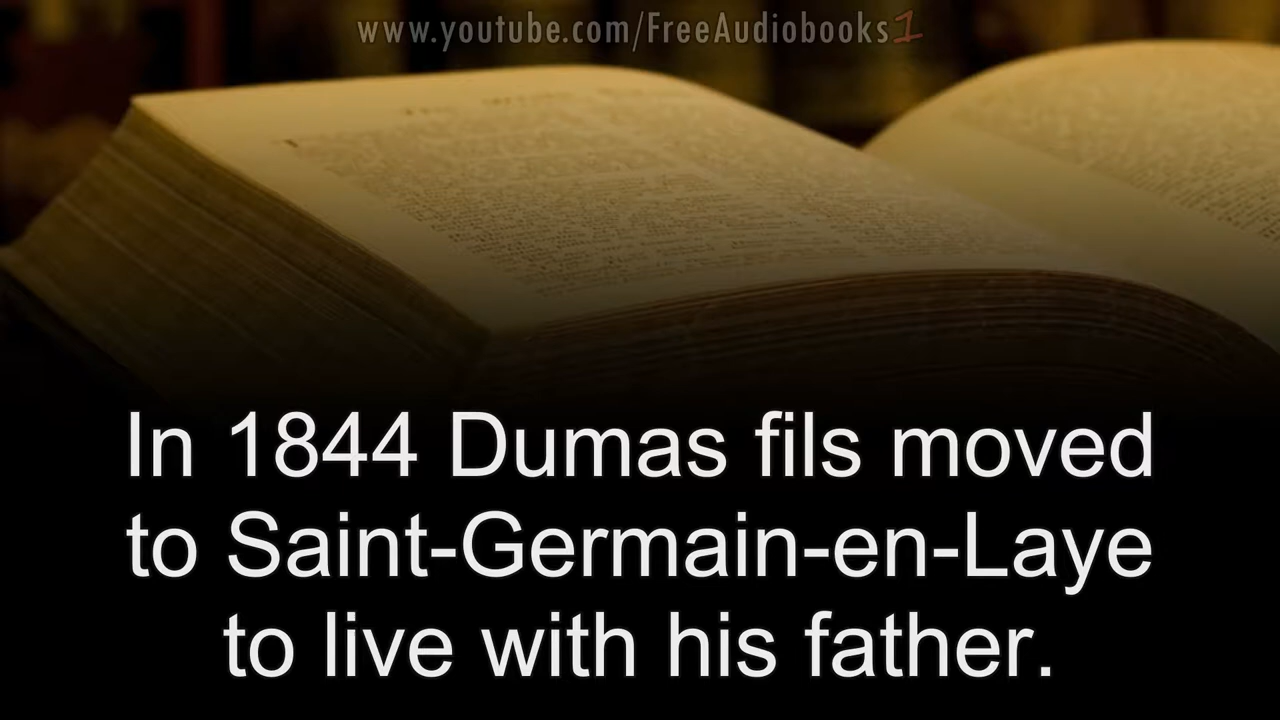 www.youtube.com/FreeAudiobooks1
In 1844 Dumas fils moved
to Saint-Germain-en-Laye
to live with his father.